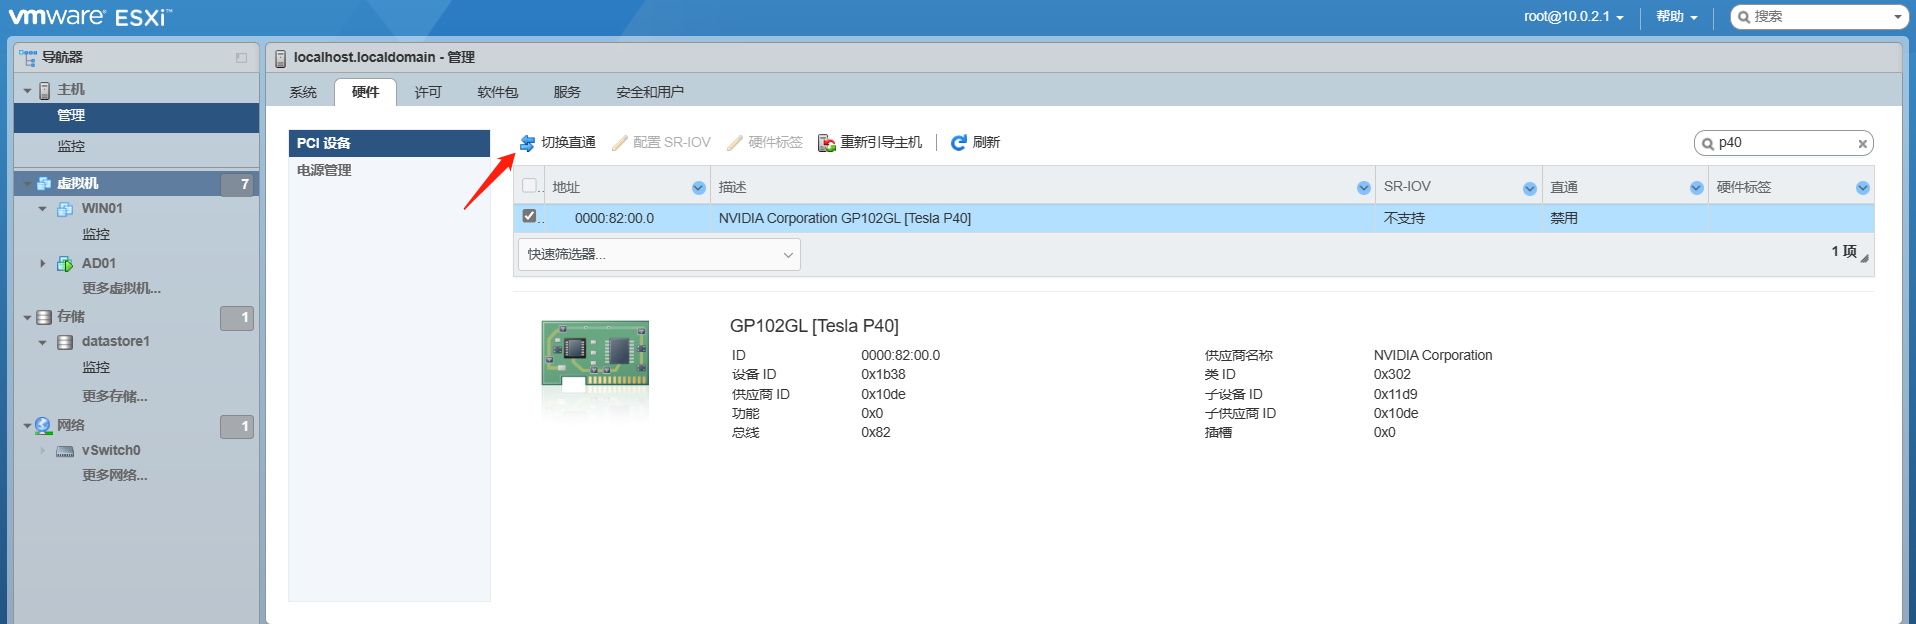 vmware® ESXi™
root@10.0.2.1
帮助
搜索
导航器
主机
管理
监控
虚拟机
7
WIN01
监控
AD01
更多虚拟机...
存储
1
datastore1
监控
更多存储...
网络
1
vSwitch0
更多网络...
localhost.localdomain - 管理
系统 硬件 许可 软件包 服务 安全和用户
PCI 设备
电源管理
切换直通 配置 SR-IOV 硬件标签 重新引导主机 刷新
p40
地址 描述 SR-IOV 直通 硬件标签
0000:82:00.0 NVIDIA Corporation GP102GL [Tesla P40] 不支持 禁用
快速筛选器...
1 项
GP102GL [Tesla P40]
ID 0000:82:00.0 供应商名称 NVIDIA Corporation
设备 ID 0x1b38 类 ID 0x302
供应商 ID 0x10de 子设备 ID 0x11d9
功能 0x0 子供应商 ID 0x10de
总线 0x82 插槽 0x0